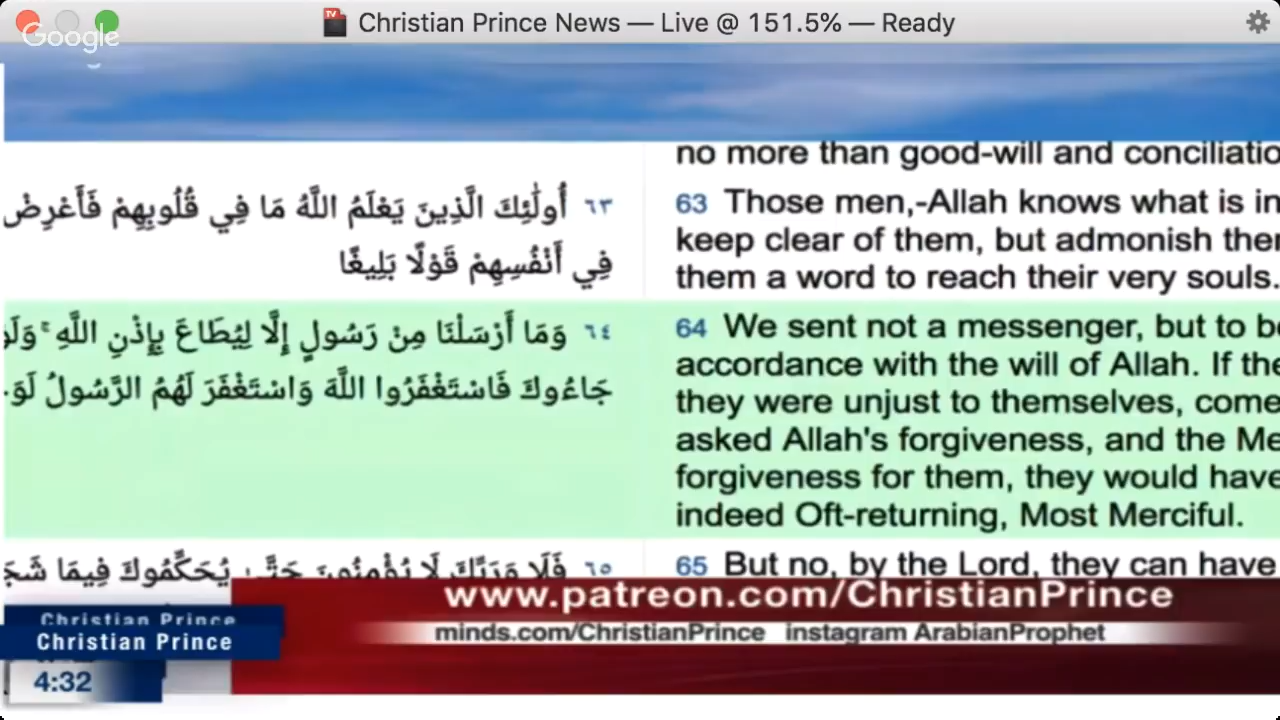 Christian Prince News — Live @ 151.5% — Ready
Google
no more than good-will and conciliatio
٦٣ أُولَٰئِكَ الَّذِينَ يَعْلَمُ اللَّهُ مَا فِي قُلُوبِهِمْ فَأَعْرِضْ
فِي أَنْفُسِهِمْ قَوْلًا بَلِيغًا
63 Those men,-Allah knows what is in
keep clear of them, but admonish the
them a word to reach their very souls.
٦٤ وَمَا أَرْسَلْنَا مِنْ رَسُولٍ إِلَّا لِيُطَاعَ بِإِذْنِ اللَّهِ ۚ وَلَو
جَاءُوكَ فَاسْتَغْفَرُوا اللَّهَ وَاسْتَغْفَرَ لَهُمُ الرَّسُولُ
64 We sent not a messenger, but to b
accordance with the will of Allah. If the
they were unjust to themselves, come
asked Allah's forgiveness, and the Me
forgiveness for them, they would have
indeed Oft-returning, Most Merciful.
٦٥ فَلَا وَرَبِّكَ لَا يُؤْمِنُونَ حَتَّىٰ يُحَكِّمُوكَ فِيمَا شَجَ
65 But no, by the Lord, they can have
www.patreon.com/ChristianPrince
minds.com/ChristianPrince instagram ArabianProphet
Christian Prince
Christian Prince
4:32